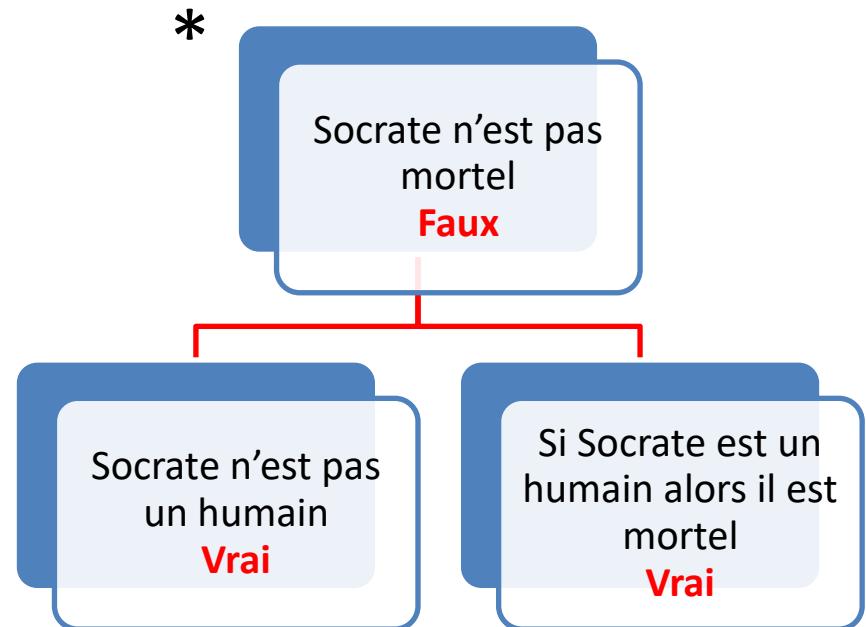 *
Socrate n’est pas
mortel
Faux
Socrate n’est pas
un humain
Vrai
Si Socrate est un
humain alors il est
mortel
Vrai